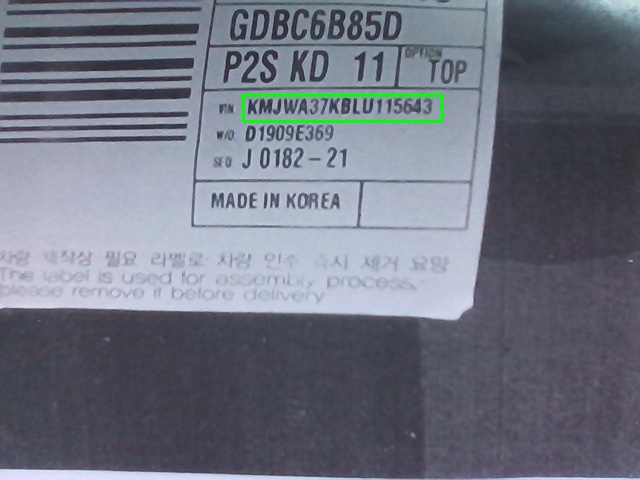 GDBC6B85D
P2S KD 11 OPTION TOP
VIN KMJWA37KBLU115643
W/O D1909E369
SEQ J 0182-21
MADE IN KOREA
차량 제작상 필요 라벨로 차량 인수 즉시 제거 요망
The label is used for assembly process,
please remove it before delivery